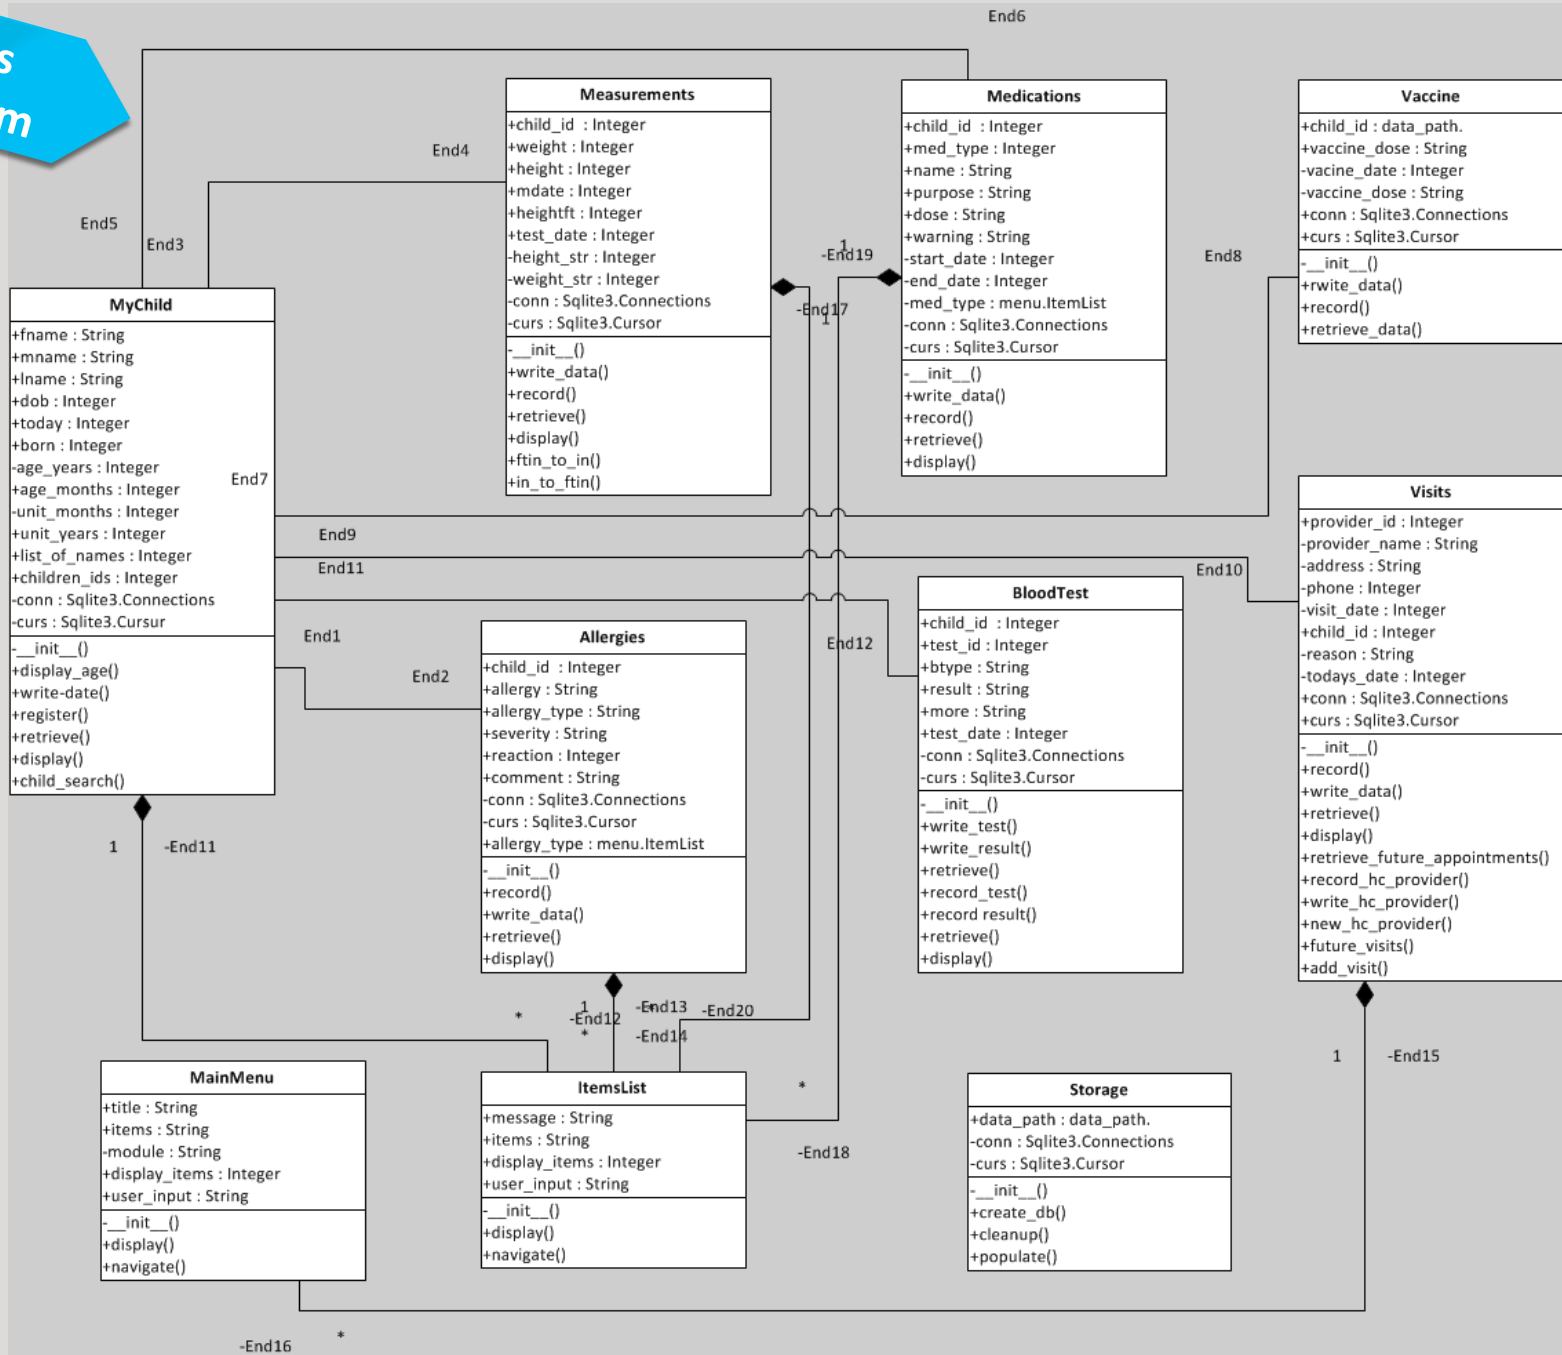 s
m
End6
End4
End5
End3
Measurements
+child_id : Integer
+weight : Integer
+height : Integer
+mdate : Integer
+heightft : Integer
+test_date : Integer
-height_str : Integer
-weight_str : Integer
-conn : Sqlite3.Connections
-curs : Sqlite3.Cursor
-__init__()
+write_data()
+record()
+retrieve()
+display()
+ftin_to_in()
+in_to_ftin()
1
-End19
-End17
1
Medications
+child_id : Integer
+med_type : Integer
+name : String
+purpose : String
+dose : String
+warning : String
-start_date : Integer
-end_date : Integer
-med_type : menu.ItemList
-conn : Sqlite3.Connections
-curs : Sqlite3.Cursor
-__init__()
+write_data()
+record()
+retrieve()
+display()
End8
Vaccine
+child_id : data_path.
+vaccine_dose : String
-vacine_date : Integer
-vaccine_dose : String
+conn : Sqlite3.Connections
+curs : Sqlite3.Cursor
-__init__()
+rwite_data()
+record()
+retrieve_data()
MyChild
+fname : String
+mname : String
+lname : String
+dob : Integer
+today : Integer
+born : Integer
-age_years : Integer
+age_months : Integer
-unit_months : Integer
+unit_years : Integer
+list_of_names : Integer
+children_ids : Integer
-conn : Sqlite3.Connections
-curs : Sqlite3.Cursur
-__init__()
+display_age()
+write-date()
+register()
+retrieve()
+display()
+child_search()
End7
End9
End11
End1
End2
End10
End12
Visits
+provider_id : Integer
-provider_name : String
-address : String
-phone : Integer
-visit_date : Integer
+child_id : Integer
-reason : String
-todays_date : Integer
+conn : Sqlite3.Connections
+curs : Sqlite3.Cursor
-__init__()
+record()
+write_data()
+retrieve()
+display()
+retrieve_future_appointments()
+record_hc_provider()
+write_hc_provider()
+new_hc_provider()
+future_visits()
+add_visit()
BloodTest
+child_id : Integer
+test_id : Integer
+btype : String
+result : String
+more : String
+test_date : Integer
-conn : Sqlite3.Connections
-curs : Sqlite3.Cursor
-__init__()
+write_test()
+write_result()
+retrieve()
+record_test()
+record result()
+retrieve()
+display()
Allergies
+child_id : Integer
+allergy : String
+allergy_type : String
+severity : String
+reaction : Integer
+comment : String
-conn : Sqlite3.Connections
-curs : Sqlite3.Cursor
+allergy_type : menu.ItemList
-__init__()
+record()
+write_data()
+retrieve()
+display()
1
-End11
*
1
-End12
*
-End13
*
-End14
-End20
1
-End15
*
-End18
MainMenu
+title : String
+items : String
-module : String
+display_items : Integer
+user_input : String
-__init__()
+display()
+navigate()
ItemsList
+message : String
+items : String
+display_items : Integer
+user_input : String
-__init__()
+display()
+navigate()
Storage
+data_path : data_path.
-conn : Sqlite3.Connections
-curs : Sqlite3.Cursor
-__init__()
+create_db()
+cleanup()
+populate()
-End16
*